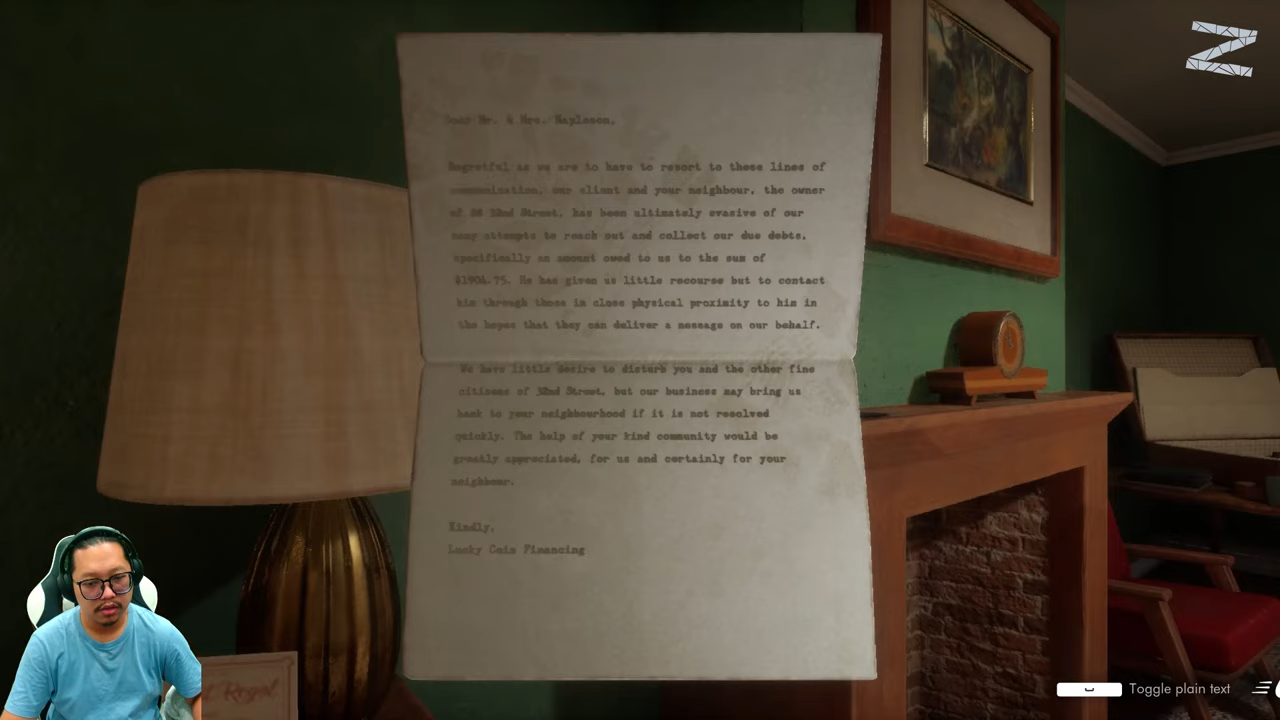 Dear Mr. & Mrs. Mapleson,
Regretful as we are to have to resort to these lines of
communication, our client and your neighbour, the owner
of 28 32nd Street, has been ultimately evasive of our
many attempts to reach out and collect our due debts,
specifically an amount owed to us to the sum of
$1904.75. He has given us little recourse but to contact
him through those in close physical proximity to him in
the hopes that they can deliver a message on our behalf.
We have little desire to disturb you and the other fine
citizens of 32nd Street, but our business may bring us
back to your neighbourhood if it is not resolved
quickly. The help of your kind community would be
greatly appreciated, for us and certainly for your
neighbour.
Kindly,
Lucky Coin Financing
Regal
Toggle plain text
Z